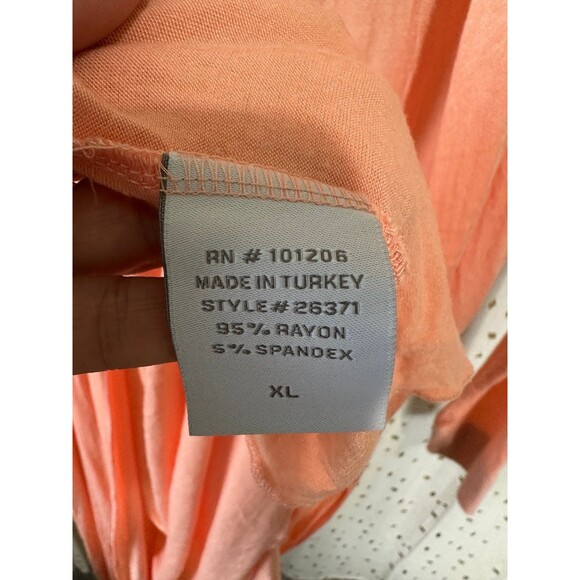 RN # 101206
MADE IN TURKEY
STYLE# 26371
95% RAYON
5% SPANDEX
XL